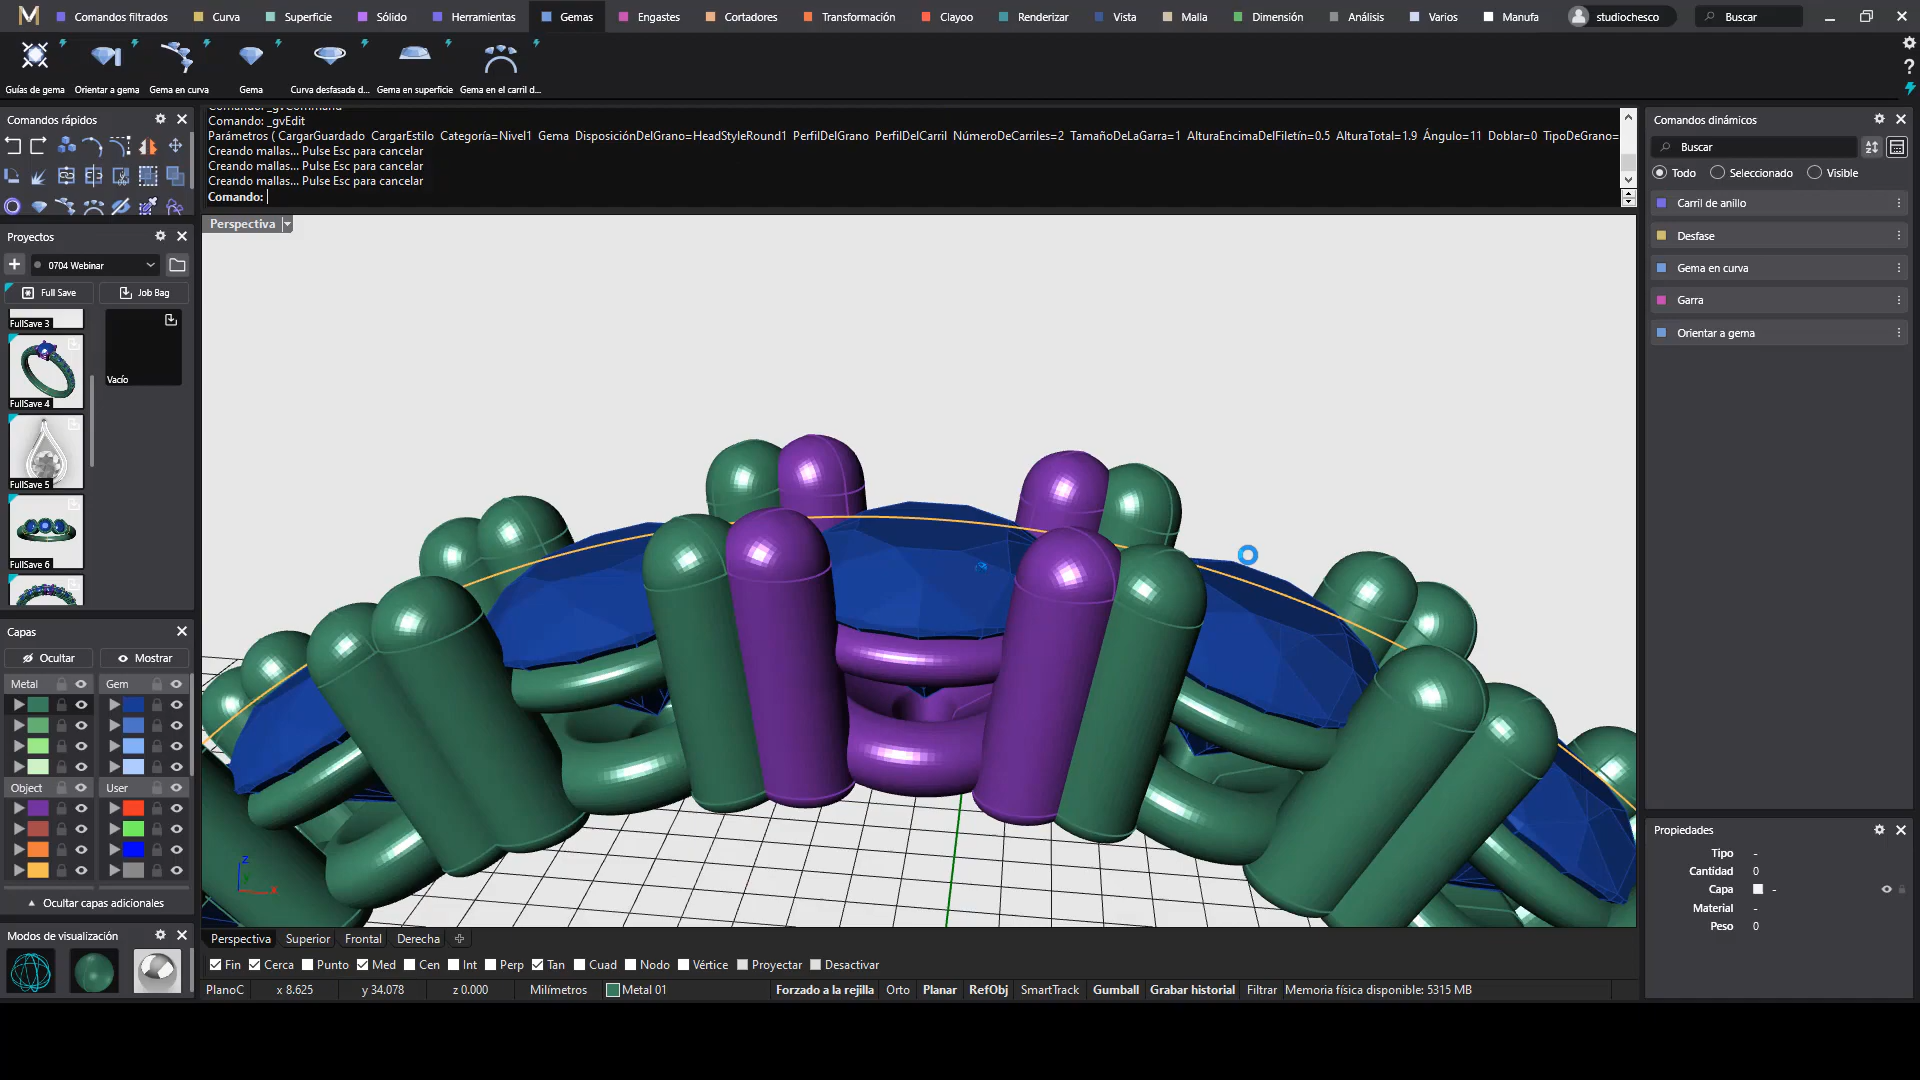 Comandos filtrados
Curva
Superficie
Sólido
Herramientas
Gemas
Engastes
Cortadores
Transformación
Clayoo
Renderizar
Vista
Malla
Dimensión
Análisis
Varios
Manufa
studiochesco
Buscar
Guías de gema
Orientar a gema
Gema en curva
Gema
Curva desfasada d...
Gema en superficie
Gema en el carril d...
Comandos rápidos
Comando: _gvCommand
Comando: _gvEdit
Parámetros ( CargarGuardado CargarEstilo Categoría=Nivel1 Gema DisposiciónDelGrano=HeadStyleRound1 PerfilDelGrano PerfilDelCarril NúmeroDeCarriles=2 TamañoDeLaGarra=1 AlturaEncimaDelFiletín=0.5 AlturaTotal=1.9 Ángulo=11 Doblar=0 TipoDeGrano=
Creando mallas... Pulse Esc para cancelar
Creando mallas... Pulse Esc para cancelar
Creando mallas... Pulse Esc para cancelar
Comando:
Perspectiva
Proyectos
0704 Webinar
Full Save
Job Bag
FullSave 3
FullSave 4
Vacío
FullSave 5
FullSave 6
Capas
Ocultar
Mostrar
Metal
Gem
Object
User
Ocultar capas adicionales
Modos de visualización
z
y
x
Comandos dinámicos
Buscar
Todo
Seleccionado
Visible
Carril de anillo
Desfase
Gema en curva
Garra
Orientar a gema
Propiedades
Tipo -
Cantidad 0
Capa -
Material -
Peso 0
Perspectiva
Superior
Frontal
Derecha
Fin
Cerca
Punto
Med
Cen
Int
Perp
Tan
Cuad
Nodo
Vértice
Proyectar
Desactivar
PlanoC
x 8.625
y 34.078
z 0.000
Milímetros
Metal 01
Forzado a la rejilla
Orto
Planar
RefObj
SmartTrack
Gumball
Grabar historial
Filtrar
Memoria física disponible: 5315 MB